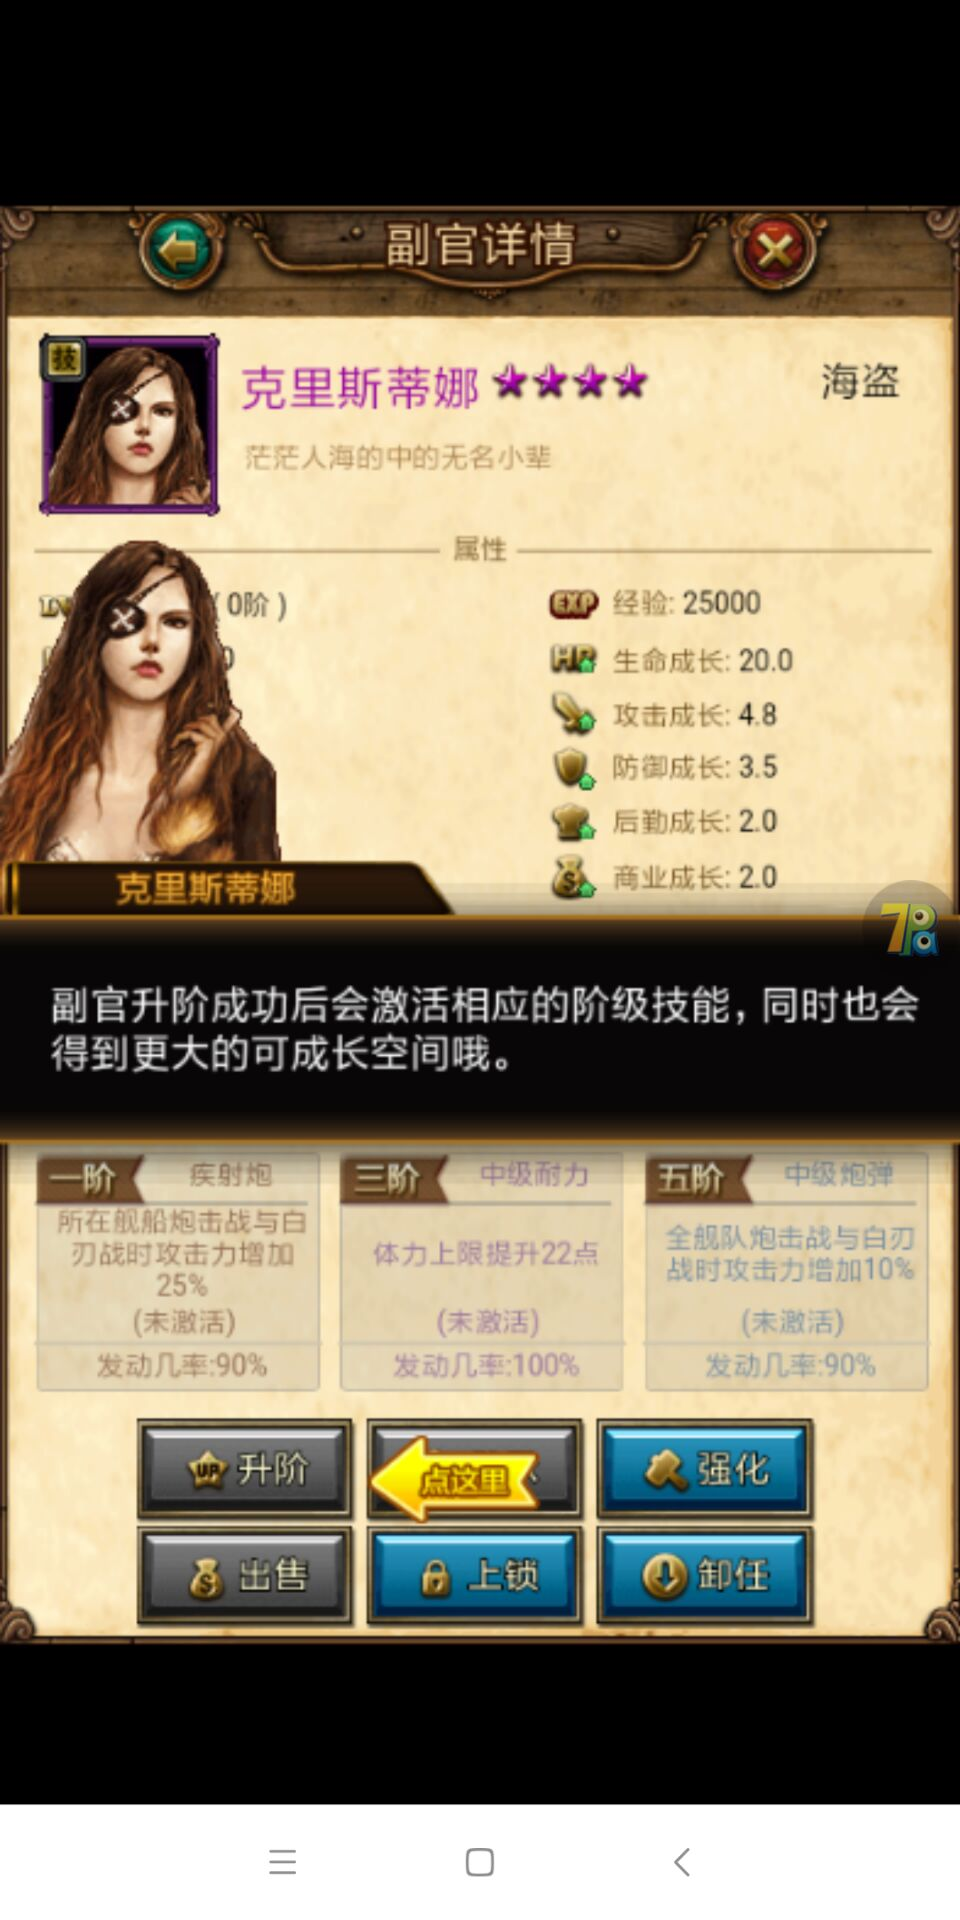 副官详情
技
克里斯蒂娜
海盗
茫茫人海的中的无名小辈
属性
(0阶)
EXP 经验: 25000
HP 生命成长: 20.0
攻击成长: 4.8
防御成长: 3.5
后勤成长: 2.0
商业成长: 2.0
克里斯蒂娜
7Pa
副官升阶成功后会激活相应的阶级技能，同时也会
得到更大的可成长空间哦。
一阶 疾射炮
所在舰船炮击战与白
刃战时攻击力增加
25%
(未激活)
发动几率:90%
三阶 中级耐力
体力上限提升22点
(未激活)
发动几率:100%
五阶 中级炮弹
全舰队炮击战与白刃
战时攻击力增加10%
(未激活)
发动几率:90%
UP 升阶
点这里
强化
出售
上锁
卸任